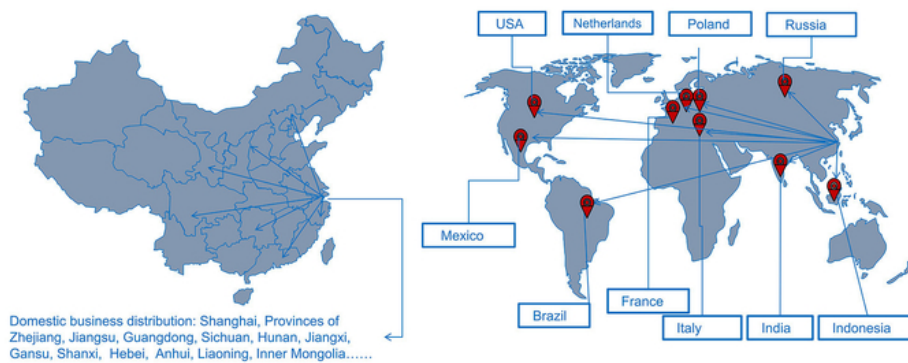 USA
Netherlands
Poland
Russia
Mexico
Brazil
France
Italy
India
Indonesia
Domestic business distribution: Shanghai, Provinces of
Zhejiang, Jiangsu, Guangdong, Sichuan, Hunan, Jiangxi,
Gansu, Shanxi, Hebei, Anhui, Liaoning, Inner Mongolia……